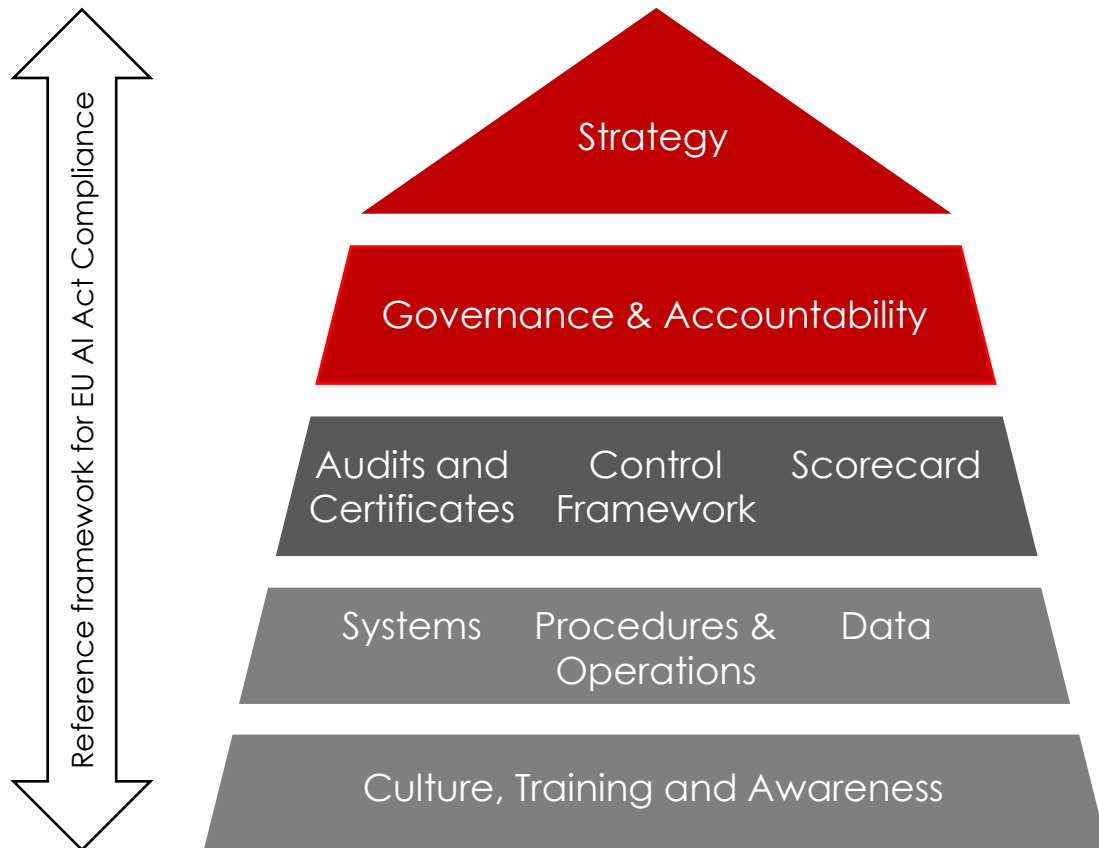 Reference framework for EU AI Act Compliance
Strategy
Governance & Accountability
Audits and
Certificates
Control
Framework
Scorecard
Systems
Procedures &
Operations
Data
Culture, Training and Awareness